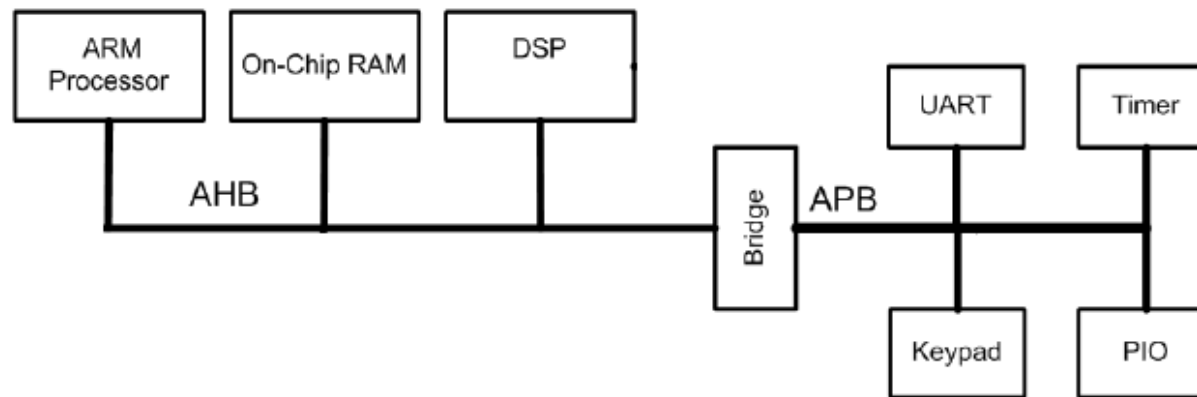 ARM
Processor
On-Chip RAM
DSP
UART
Timer
AHB
Bridge
APB
Keypad
PIO